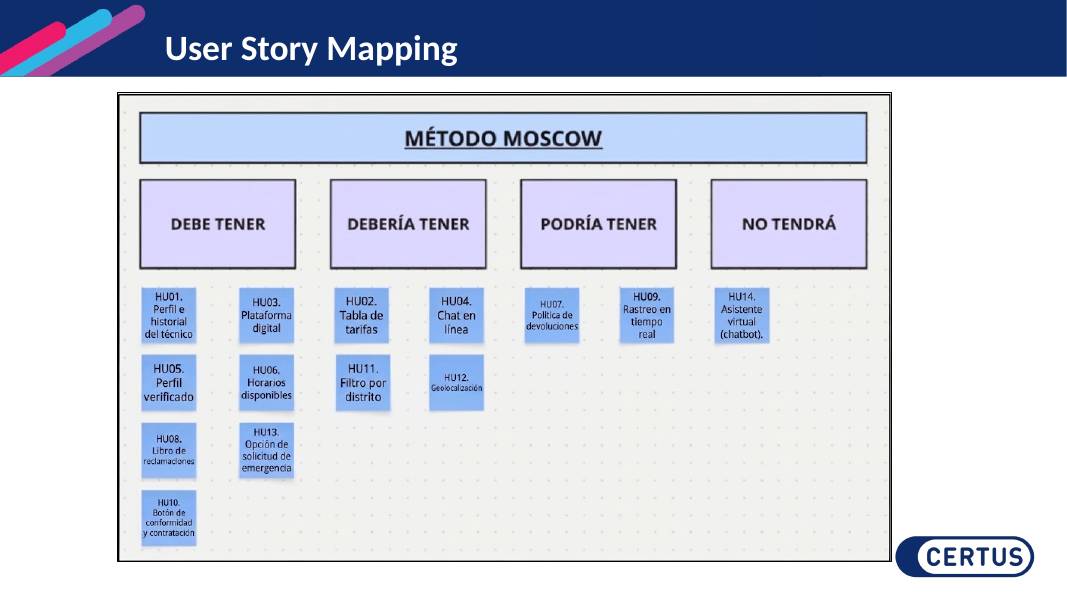 User Story Mapping
MÉTODO MOSCOW
DEBE TENER
DEBERÍA TENER
PODRÍA TENER
NO TENDRÁ
HU01.
Perfil e
historial
del técnico
HU03.
Plataforma
digital
HU02.
Tabla de
tarifas
HU04.
Chat en
línea
HU07.
Política de
devoluciones
HU09.
Rastreo en
tiempo
real
HU14.
Asistente
virtual
(chatbot).
HU05.
Perfil
verificado
HU06.
Horarios
disponibles
HU11.
Filtro por
distrito
HU12.
Geolocalización
HU08.
Libro de
reclamaciones
HU13.
Opción de
solicitud de
emergencia
HU10.
Botón de
conformidad
y contratación
CERTUS